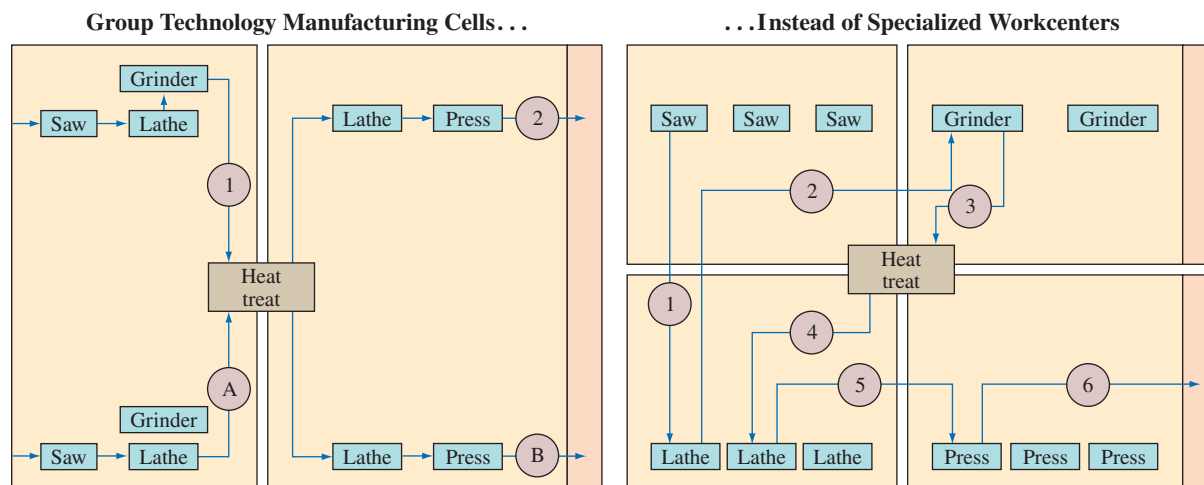 Group Technology Manufacturing Cells...
Grinder
Saw
Lathe
1
Lathe
Press
2
Heat
treat
A
Grinder
Saw
Lathe
Lathe
Press
B
...Instead of Specialized Workcenters
Saw
Saw
Saw
Grinder
Grinder
2
3
Heat
treat
1
4
5
6
Lathe
Lathe
Lathe
Press
Press
Press